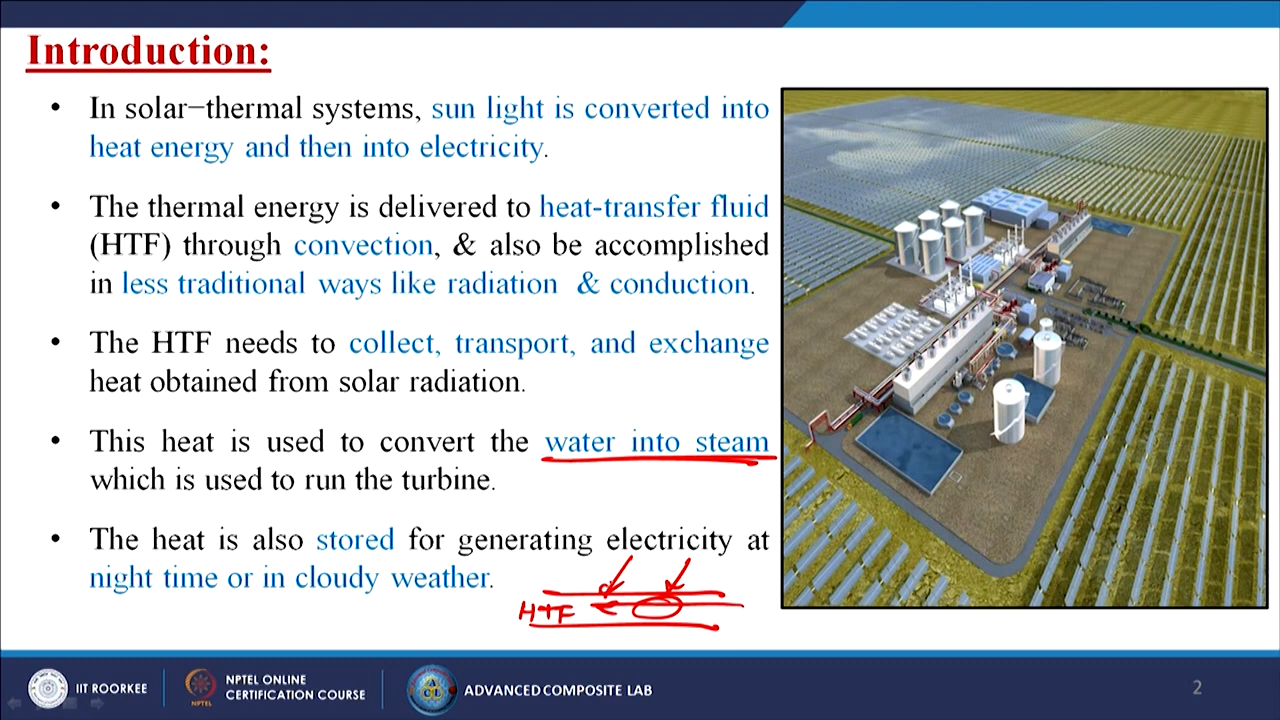 Introduction:
• In solar−thermal systems, sun light is converted into
heat energy and then into electricity.
• The thermal energy is delivered to heat-transfer fluid
(HTF) through convection, & also be accomplished
in less traditional ways like radiation & conduction.
• The HTF needs to collect, transport, and exchange
heat obtained from solar radiation.
• This heat is used to convert the water into steam
which is used to run the turbine.
• The heat is also stored for generating electricity at
night time or in cloudy weather.
HTF
IIT ROORKEE
NPTEL
NPTEL ONLINE
CERTIFICATION COURSE
ADVANCED COMPOSITE LAB
2